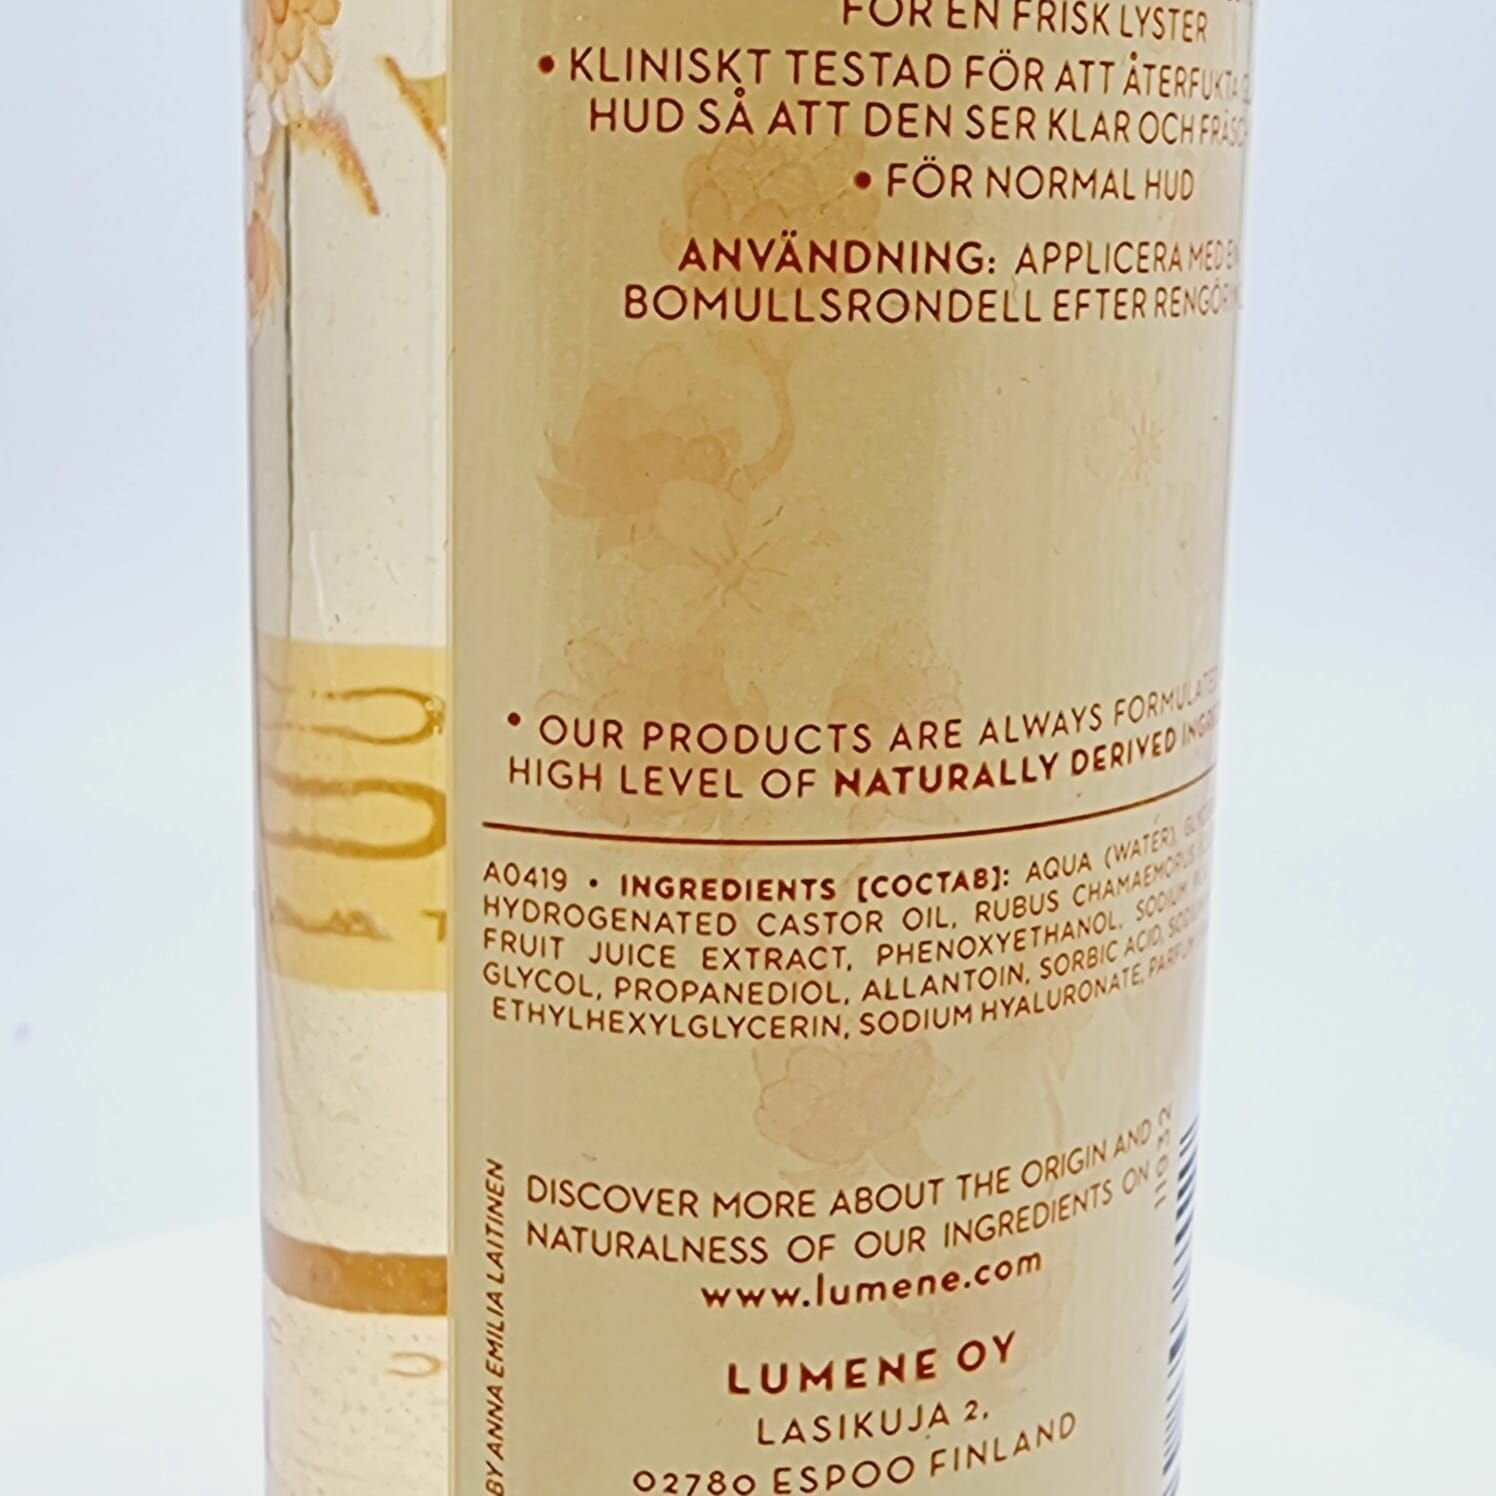 FÖR EN FRISK LYSTER
• KLINISKT TESTAD FÖR ATT ÅTERFUKTA
HUD SÅ ATT DEN SER KLAR OCH
• FÖR NORMAL HUD
ANVÄNDNING: APPLICERA MED
BOMULLSRONDELL EFTER
• OUR PRODUCTS ARE ALWAYS FORMULATED
HIGH LEVEL OF NATURALLY DERIVED
A0419 • INGREDIENTS [СОСТАВ]: AQUA (WATER),
HYDROGENATED CASTOR OIL, RUBUS CHAMAEMORUS
FRUIT JUICE EXTRACT, PHENOXYETHANOL, SODIUM
GLYCOL, PROPANEDIOL, ALLANTOIN, SORBIC ACID,
ETHYLHEXYLGLYCERIN, SODIUM HYALURONATE, PARFUM
DISCOVER MORE ABOUT THE ORIGIN AND
NATURALNESS OF OUR INGREDIENTS ON
www.lumene.com
LUMENE OY
LASIKUJA 2,
02780 ESPOO FINLAND
BY ANNA EMILIA LAITINEN